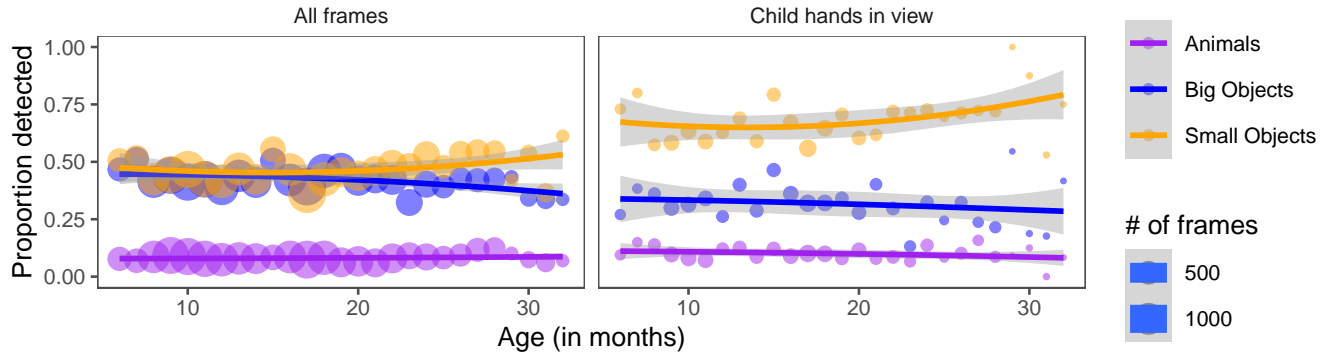 All frames
Child hands in view
Proportion detected
1.00
0.75
0.50
0.25
0.00
10 20 30
10 20 30
Age (in months)
Animals
Big Objects
Small Objects
# of frames
500
1000